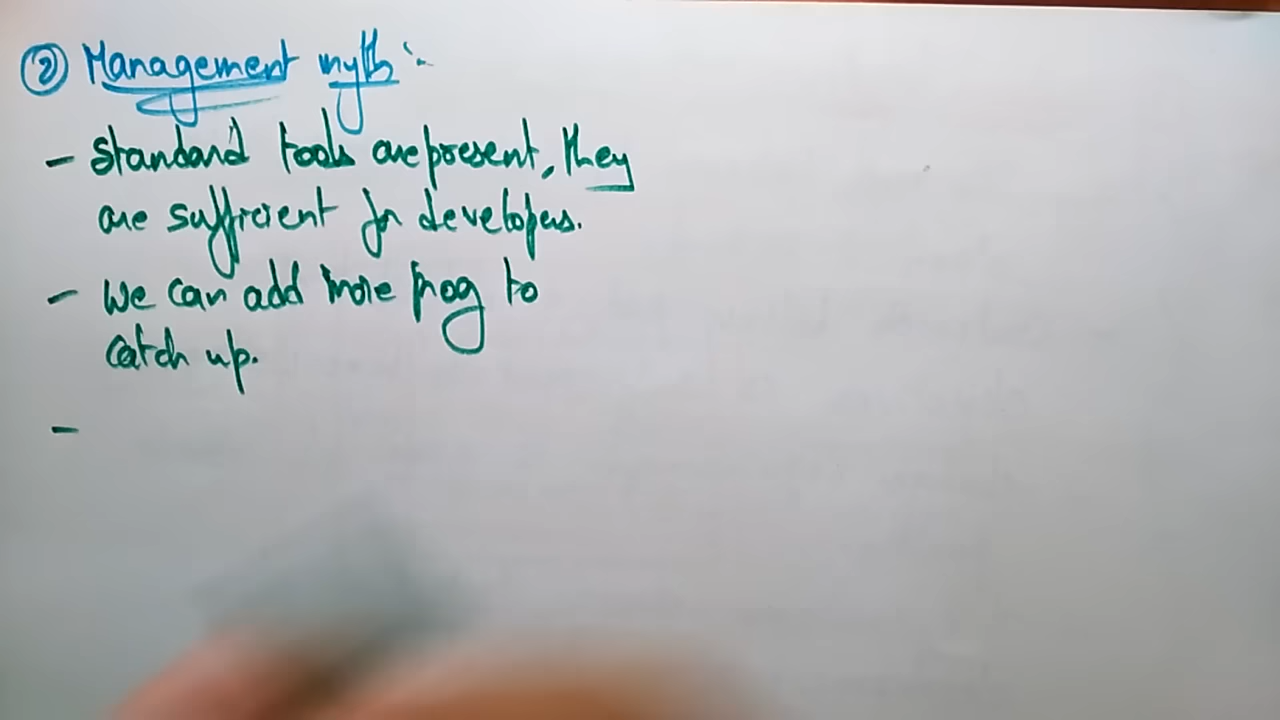 ② Management myth :-
- Standard tools are present, they
are sufficient for developers.
- We can add more prog to
catch up.
-